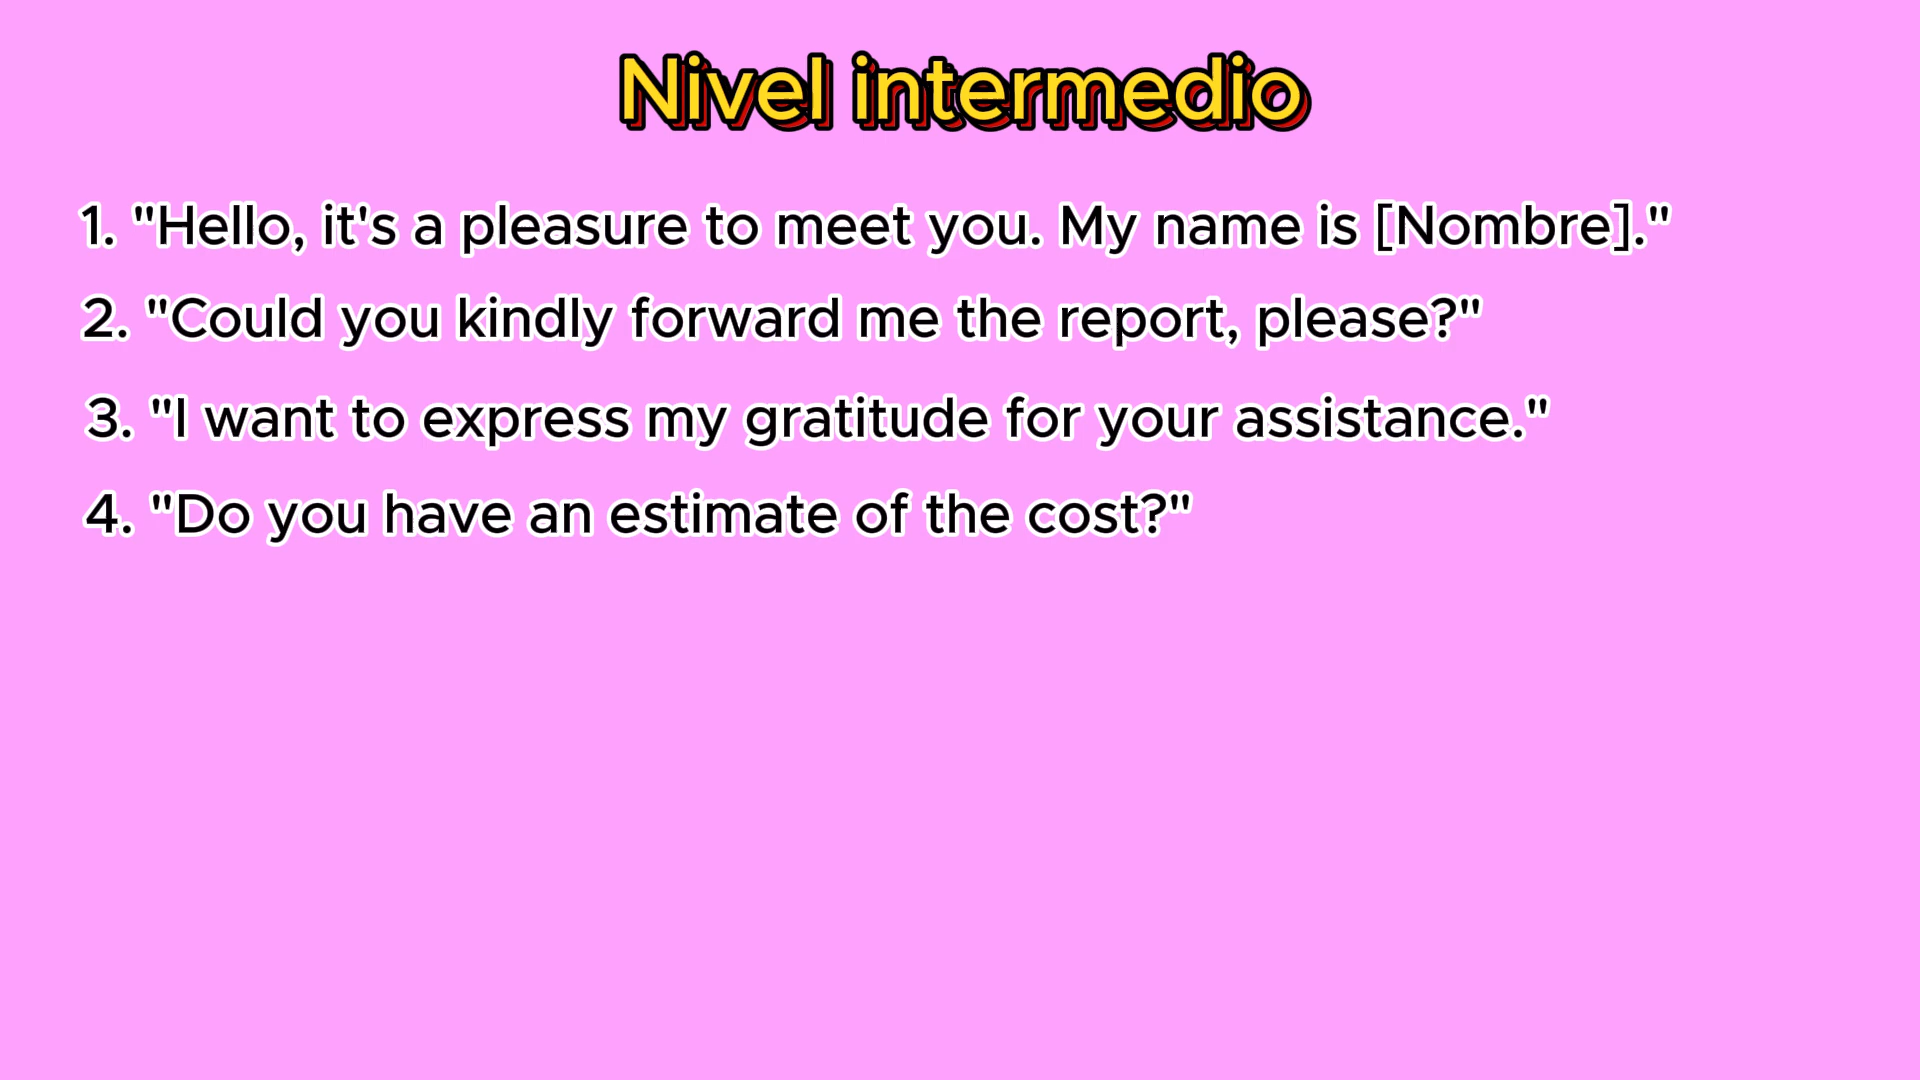 Nivel intermedio
1. "Hello, it's a pleasure to meet you. My name is [Nombre]."
2. "Could you kindly forward me the report, please?"
3. "I want to express my gratitude for your assistance."
4. "Do you have an estimate of the cost?"